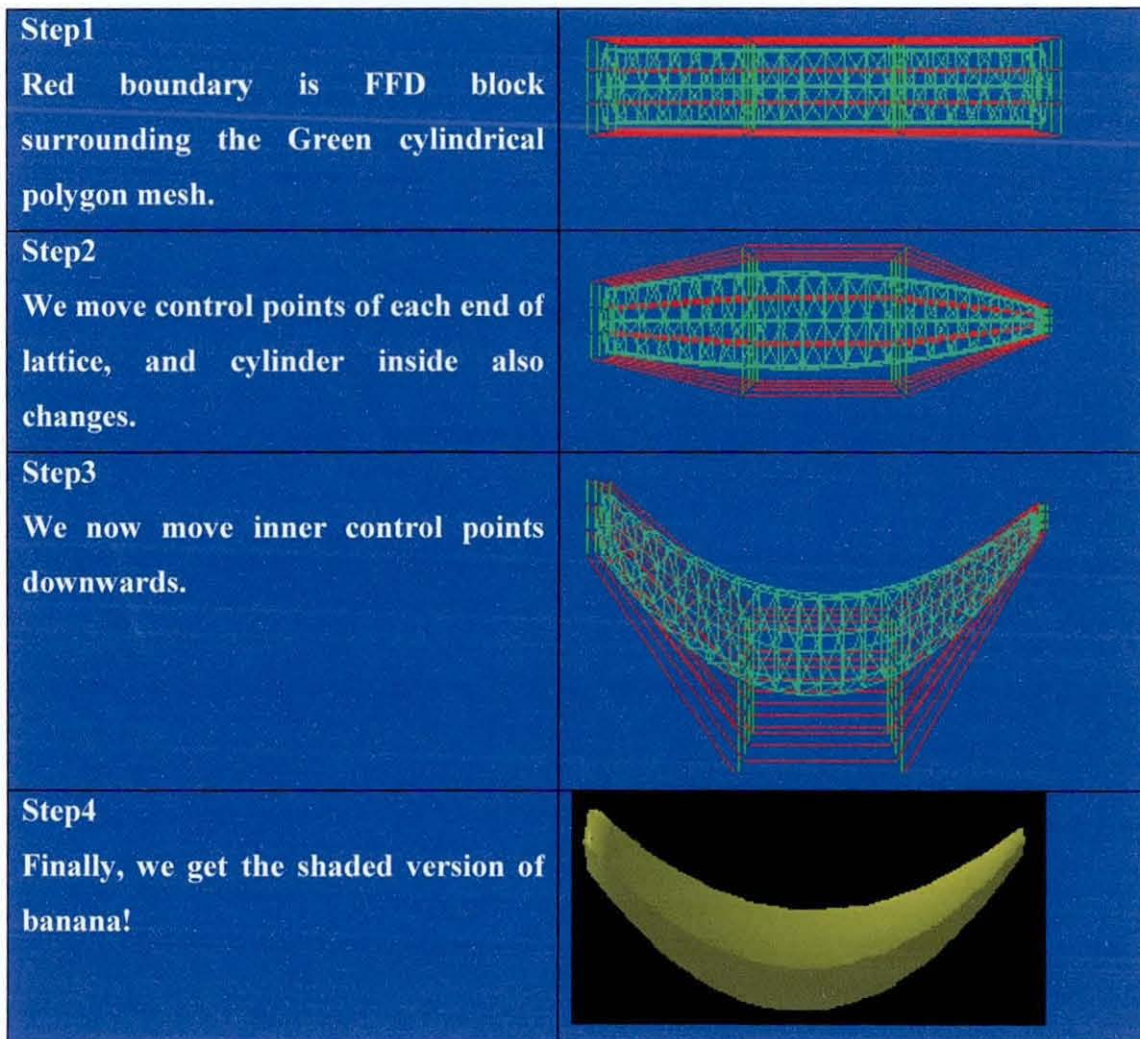 Step1
Red boundary is FFD block
surrounding the Green cylindrical
polygon mesh.
Step2
We move control points of each end of
lattice, and cylinder inside also
changes.
Step3
We now move inner control points
downwards.
Step4
Finally, we get the shaded version of
banana!